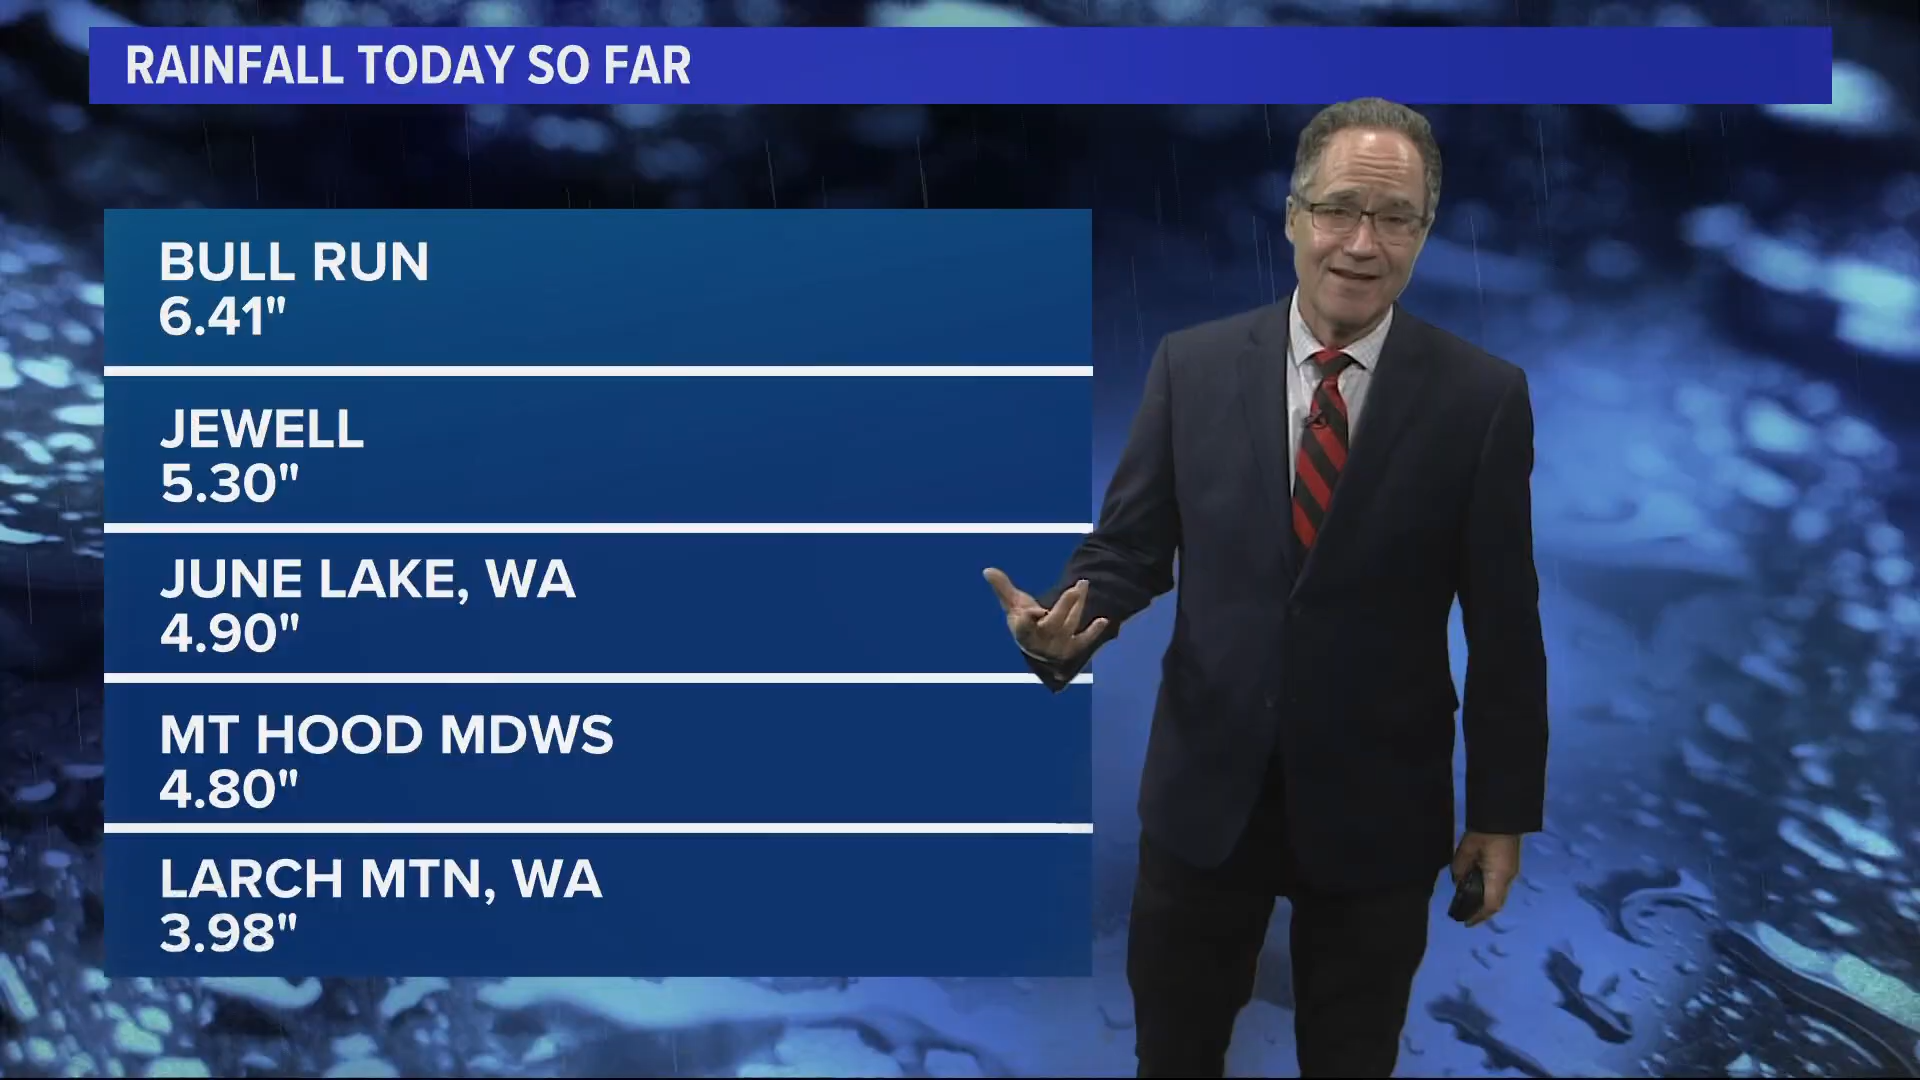 RAINFALL TODAY SO FAR
BULL RUN
6.41"
JEWELL
5.30"
JUNE LAKE, WA
4.90"
MT HOOD MDWS
4.80"
LARCH MTN, WA
3.98"